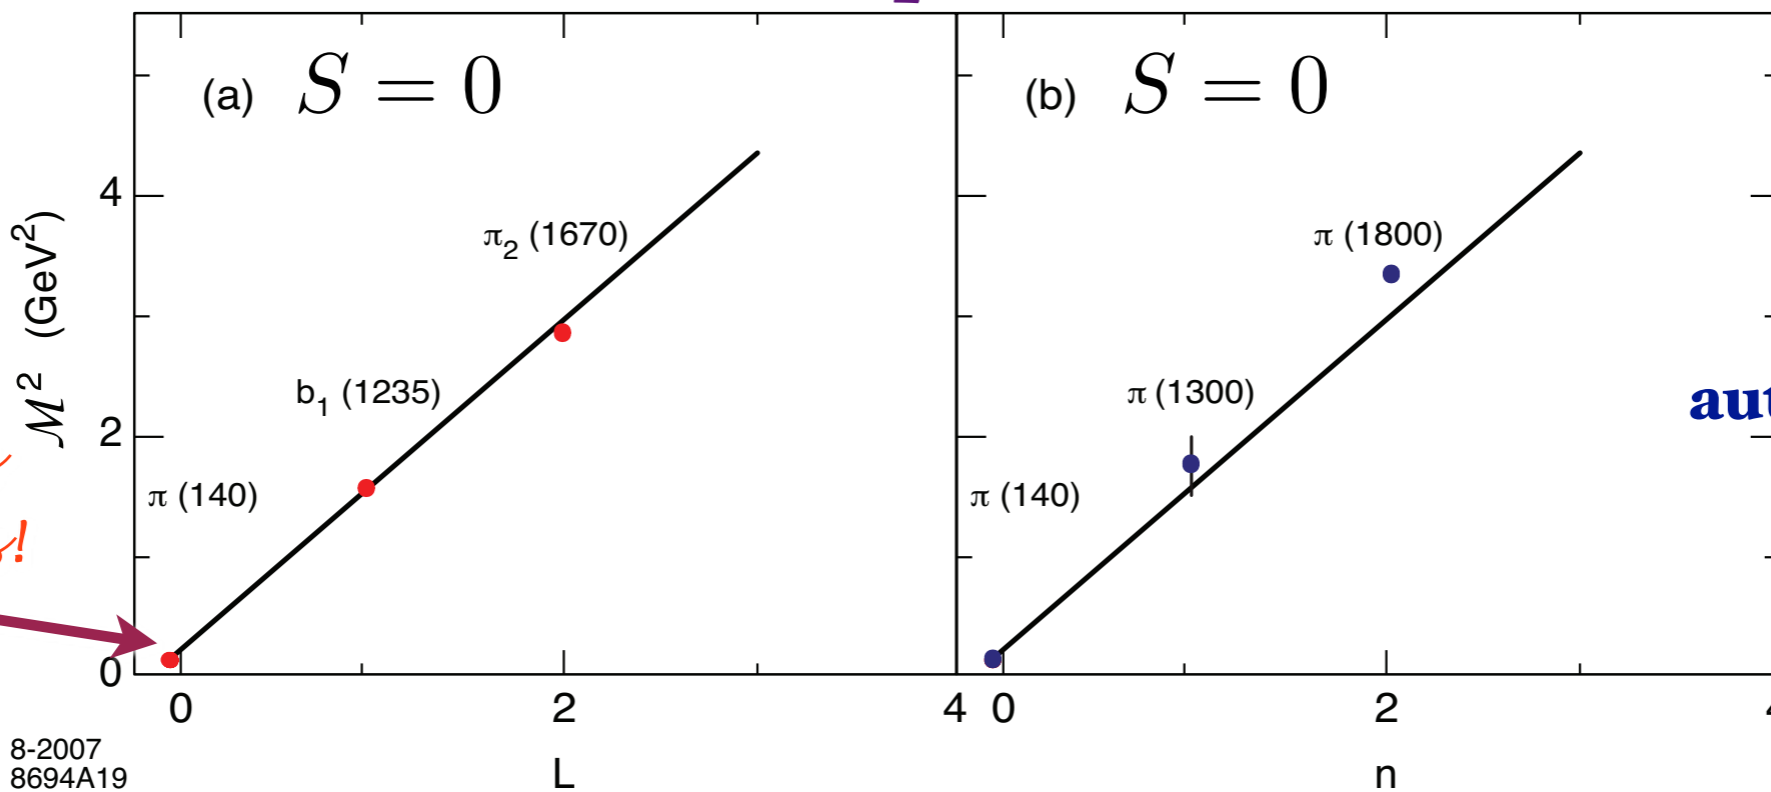 (a) S = 0
(b) S = 0
4
π₂ (1670)
π (1800)
M² (GeV²)
b₁ (1235)
π (1300)
2
π (140)
π (140)
0
0 2 4 0 2
8-2007
8694A19
L n